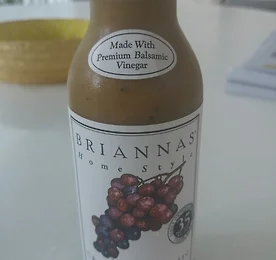 Made With
Premium Balsamic
Vinegar
BRIANNAS
Home Style